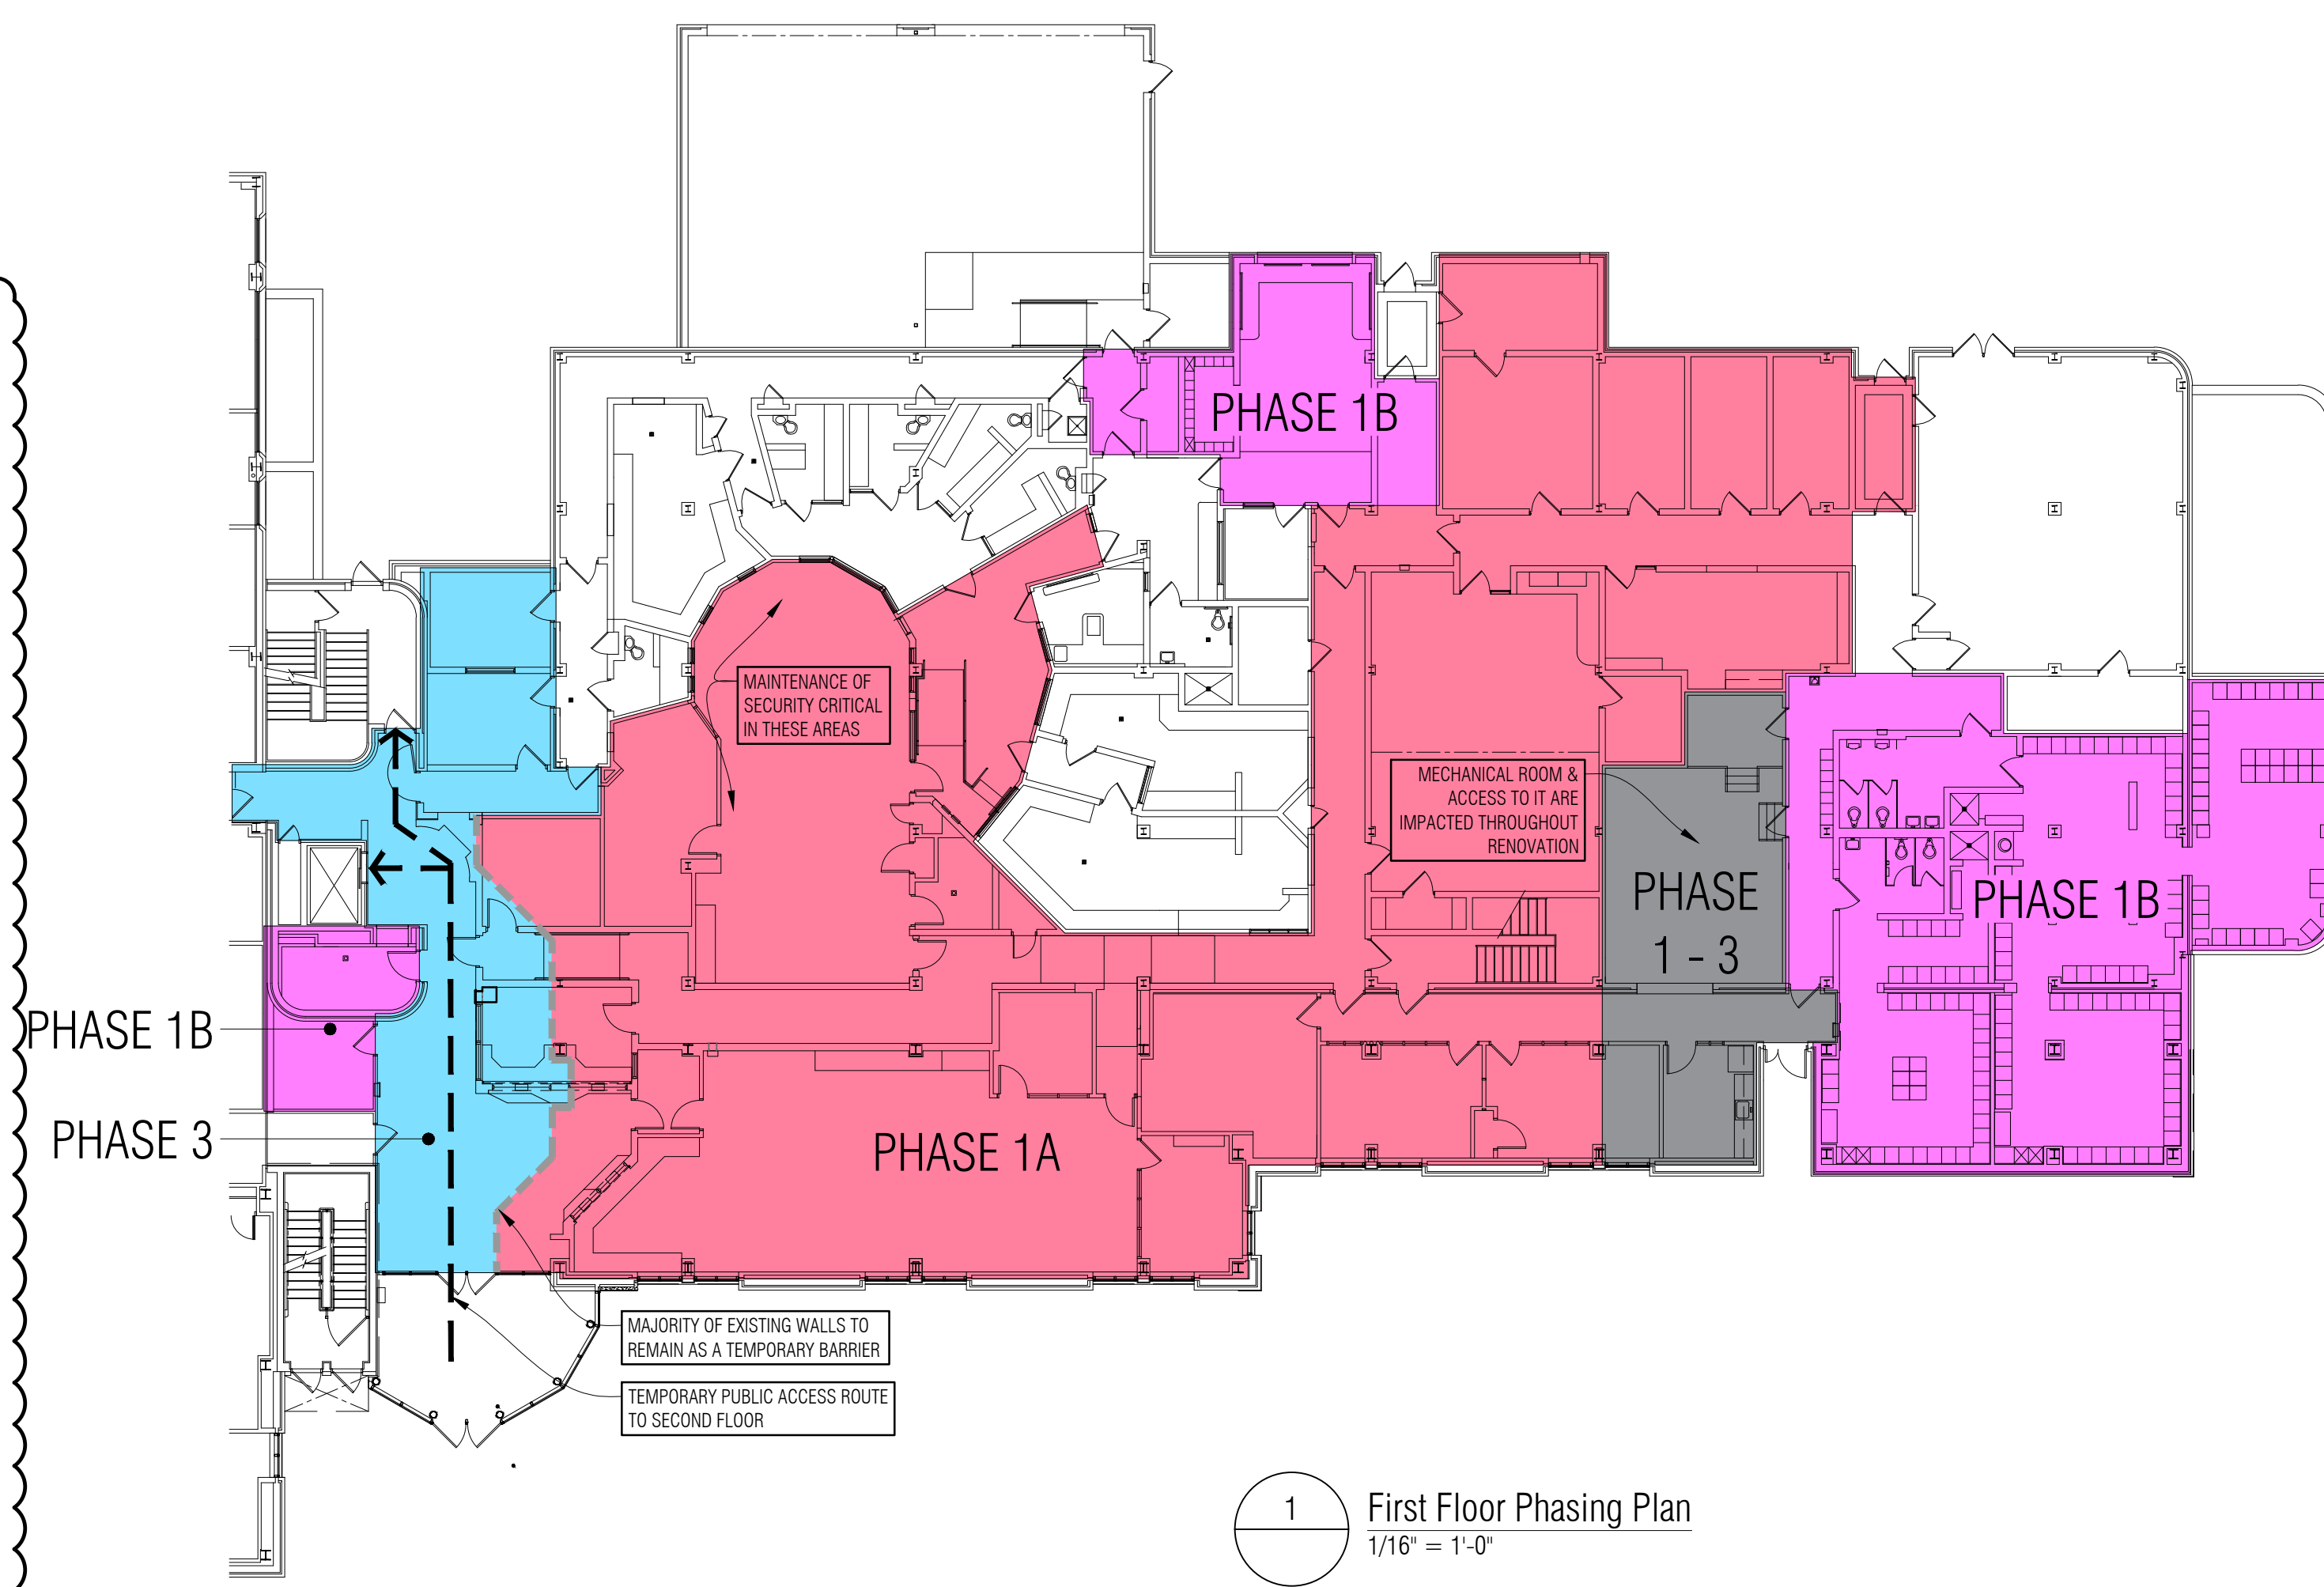 PHASE 1B
MAINTENANCE OF
SECURITY CRITICAL
IN THESE AREAS
MECHANICAL ROOM &
ACCESS TO IT ARE
IMPACTED THROUGHOUT
RENOVATION
PHASE
1 - 3
PHASE 1B
PHASE 1B
PHASE 3
PHASE 1A
MAJORITY OF EXISTING WALLS TO
REMAIN AS A TEMPORARY BARRIER
TEMPORARY PUBLIC ACCESS ROUTE
TO SECOND FLOOR
1
First Floor Phasing Plan
1/16" = 1'-0"